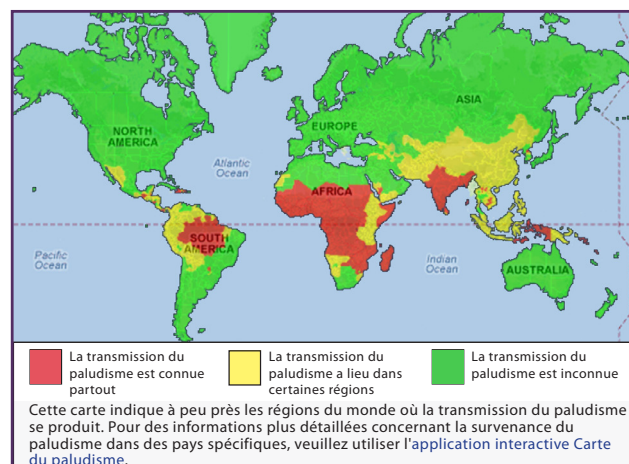 NORTH
AMERICA
EUROPE
ASIA
Atlantic
Ocean
AFRICA
Pacific
Ocean
SOUTH
AMERICA
Indian
Ocean
AUSTRALIA
La transmission du
paludisme est connue
partout
La transmission du
paludisme a lieu dans
certaines régions
La transmission du
paludisme est inconnue
Cette carte indique à peu près les régions du monde où la transmission du paludisme
se produit. Pour des informations plus détaillées concernant la survenance du
paludisme dans des pays spécifiques, veuillez utiliser l'application interactive Carte
du paludisme.